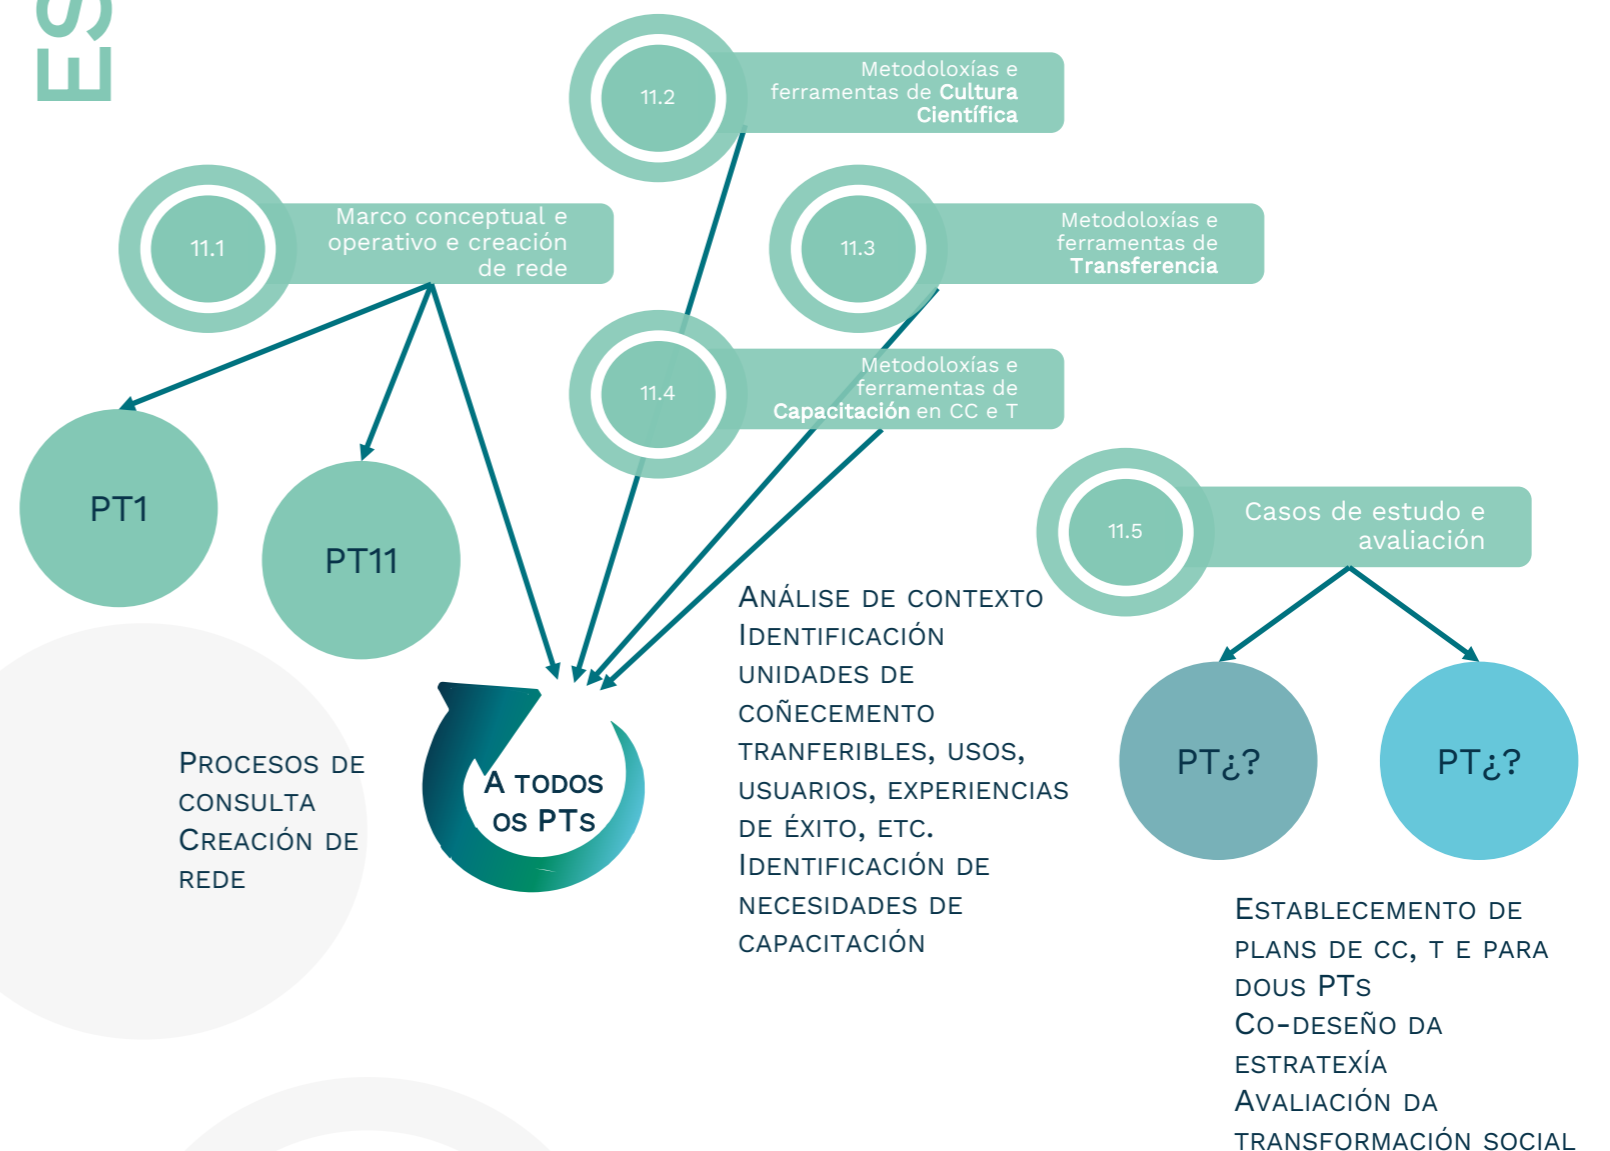 ES
11.2
Metodoloxías e
ferramentas de Cultura
Científica
11.1
Marco conceptual e
operativo e creación
de rede
11.3
Metodoloxías e
ferramentas de
Transferencia
11.4
Metodoloxías e
ferramentas de
Capacitación en CC e T
PT1
PT11
11.5
Casos de estudo e
avaliación
Procesos de
consulta
Creación de
rede
A todos
os PTs
Análise de contexto
Identificación
unidades de
coñecemento
tranferibles, usos,
usuarios, experiencias
de éxito, etc.
Identificación de
necesidades de
capacitación
PT¿?
PT¿?
Establecemento de
plans de cc, t e para
dous PTs
Co-deseño da
estratexía
Avaliación da
transformación social